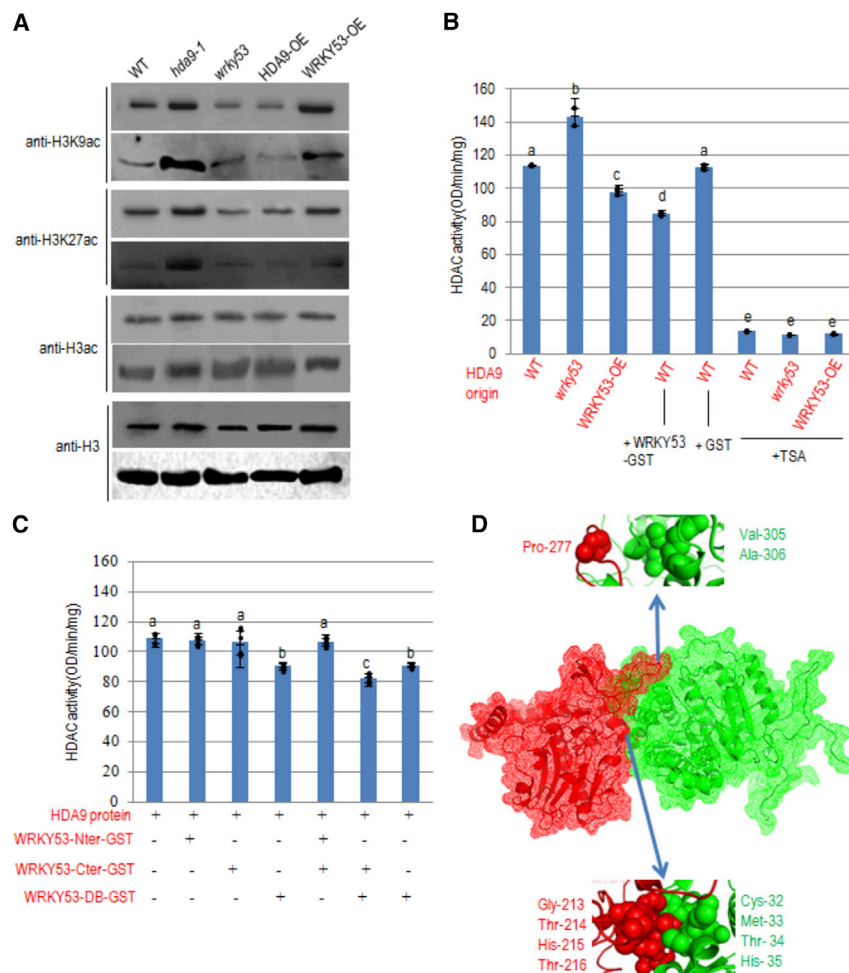 A
WT
hda9-1
wrky53
HDA9-OE
WRKY53-OE
anti-H3K9ac
anti-H3K27ac
anti-H3ac
anti-H3
B
HDAC activity(OD/min/mg)
160
140
120
100
80
60
40
20
0
a
b
c
d
a
e
e
e
HDA9
origin
WT
wrky53
WRKY53-OE
WT
WT
WT
wrky53
WRKY53-OE
+ WRKY53
-GST
+ GST
+TSA
C
HDAC activity(OD/min/mg)
160
140
120
100
80
60
40
20
0
a
a
a
b
a
c
b
HDA9 protein + + + + + + +
WRKY53-Nter-GST - + - - + - -
WRKY53-Cter-GST - - + - + + -
WRKY53-DB-GST - - - + - + +
D
Pro-277
Val-305
Ala-306
Gly-213
Thr-214
His-215
Thr-216
Cys-32
Met-33
Thr- 34
His- 35